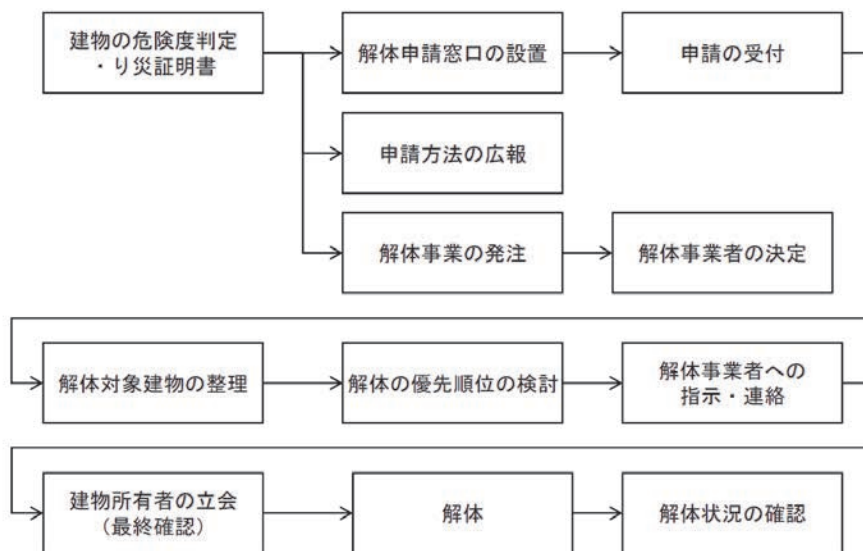 建物の危険度判定
・り災証明書
解体申請窓口の設置
申請の受付
申請方法の広報
解体事業の発注
解体事業者の決定
解体対象建物の整理
解体の優先順位の検討
解体事業者への
指示・連絡
建物所有者の立会
（最終確認）
解体
解体状況の確認